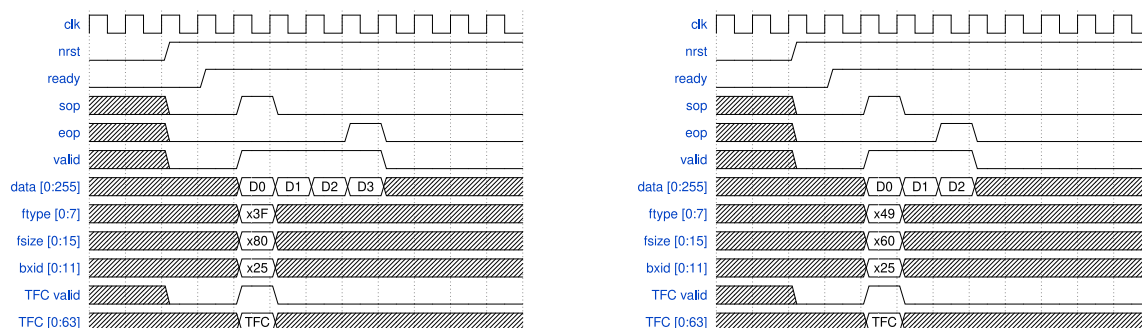 clk
nrst
ready
sop
eop
valid
data [0:255] D0 D1 D2 D3
ftype [0:7] x3F
fsize [0:15] x80
bxid [0:11] x25
TFC valid
TFC [0:63] TFC
clk
nrst
ready
sop
eop
valid
data [0:255] D0 D1 D2
ftype [0:7] x49
fsize [0:15] x60
bxid [0:11] x25
TFC valid
TFC [0:63] TFC